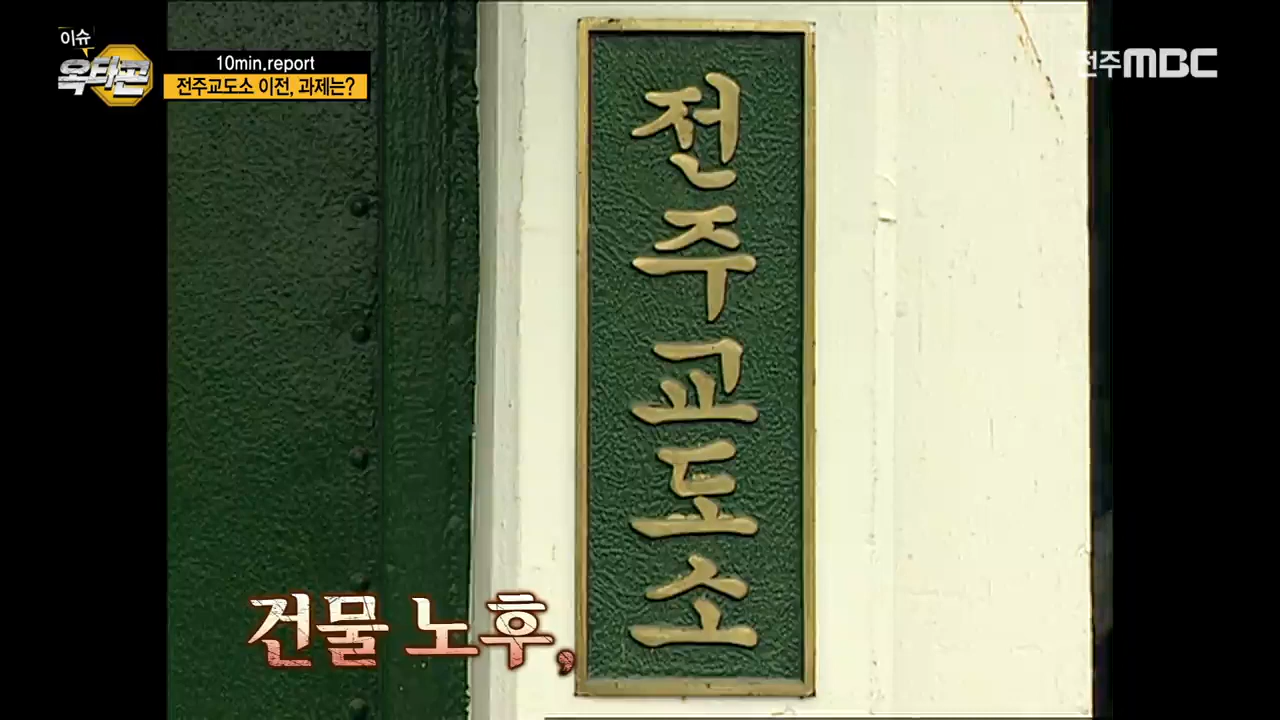 이슈
옥타곤
10min,report
전주교도소 이전, 과제는?
전주MBC
전주교도소
건물 노후,